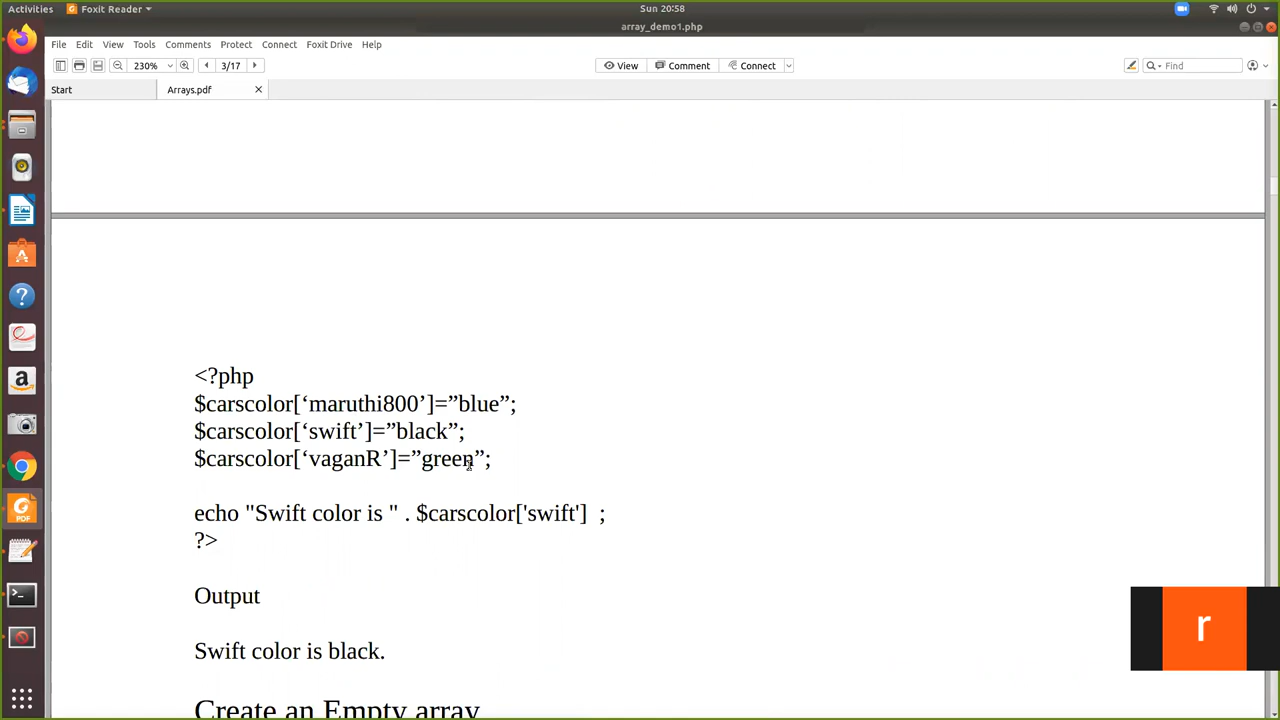 Activities Foxit Reader Sun 20:58
array_demo1.php
File Edit View Tools Comments Protect Connect Foxit Drive Help
230% 3/17 View Comment Connect Find
Start Arrays.pdf
<?php
$carscolor[‘maruthi800’]=”blue”;
$carscolor[‘swift’]=”black”;
$carscolor[‘vaganR’]=”green”;
echo "Swift color is " . $carscolor['swift'] ;
?>
Output
Swift color is black.
r
Create an Empty array